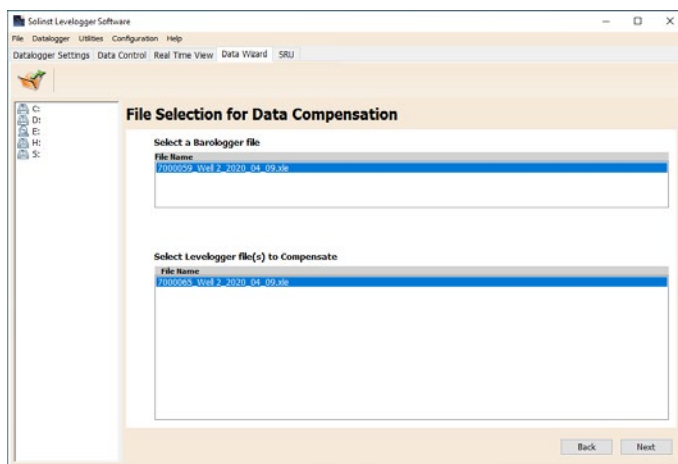 Solinst Levelogger Software
File Datalogger Utilities Configuration Help
Datalogger Settings Data Control Real Time View Data Wizard SRU
C:
D:
E:
H:
S:
File Selection for Data Compensation
Select a Barologger file
File Name
7000059_Well 2_2020_04_09.xle
Select Levelogger file(s) to Compensate
File Name
7000065_Well 2_2020_04_09.xle
Back Next